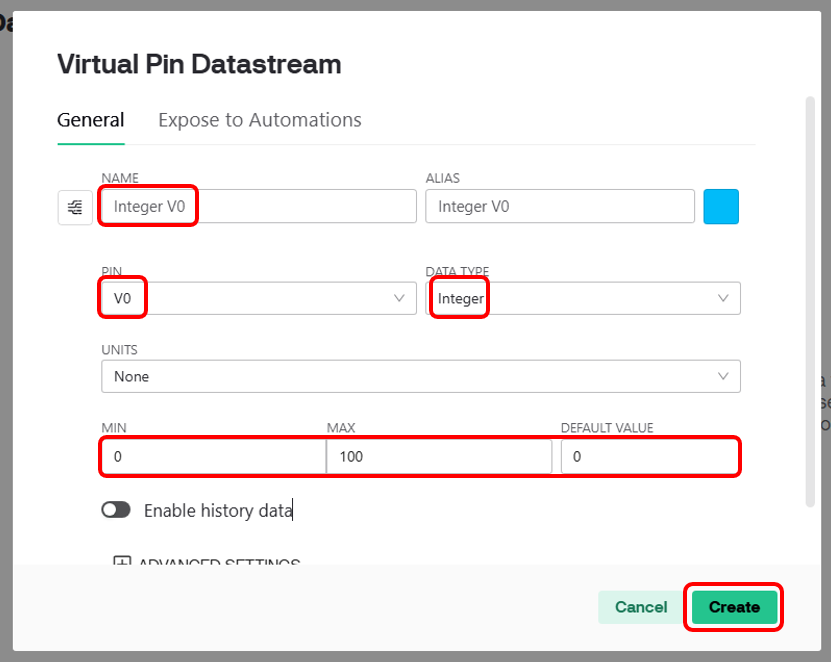 Virtual Pin Datastream
General Expose to Automations
NAME ALIAS
Integer V0 Integer V0
PIN DATA TYPE
V0 Integer
UNITS
None
MIN MAX DEFAULT VALUE
0 100 0
Enable history data
ADVANCED SETTINGS
Cancel Create